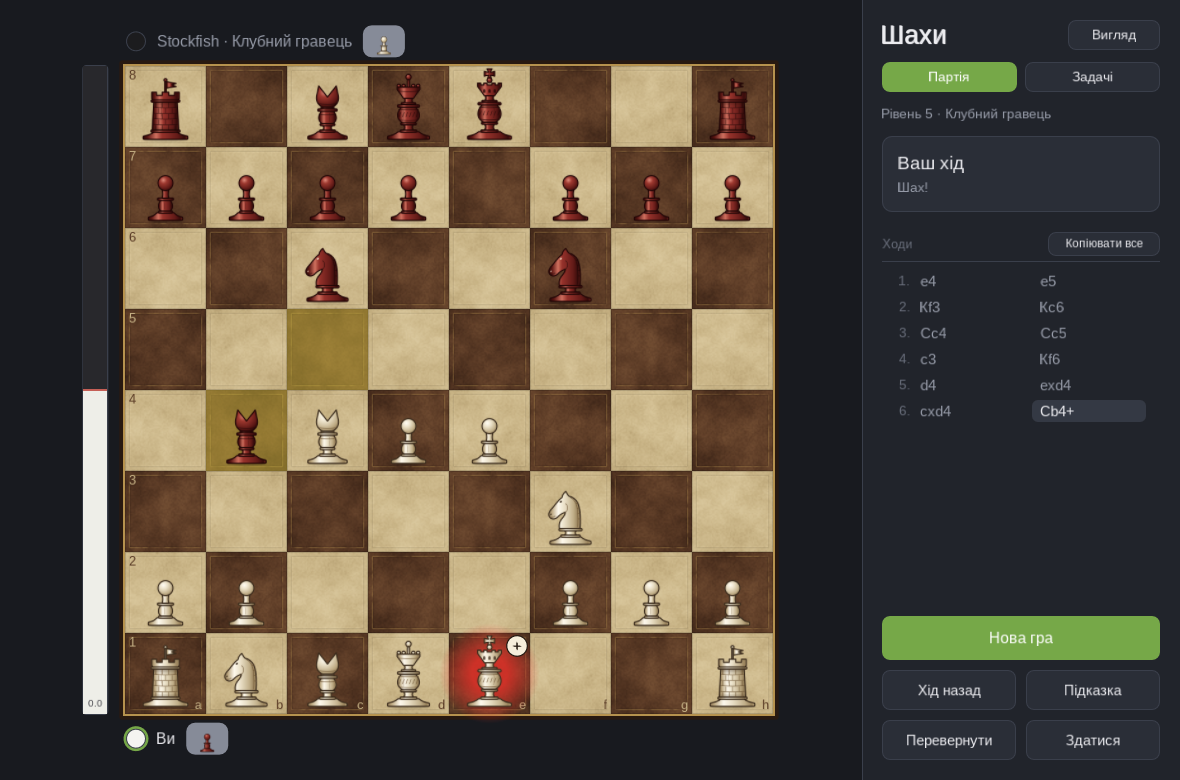 Stockfish · Клубний гравець
8
7
6
5
4
3
2
1
a b c d e f g h
0.0
+
Ви
Шахи
Вигляд
Партія
Задачі
Рівень 5 · Клубний гравець
Ваш хід
Шах!
Ходи
Копіювати все
1. e4 e5
2. Кf3 Кc6
3. Сc4 Сc5
4. c3 Кf6
5. d4 exd4
6. cxd4 Сb4+
Нова гра
Хід назад
Підказка
Перевернути
Здатися